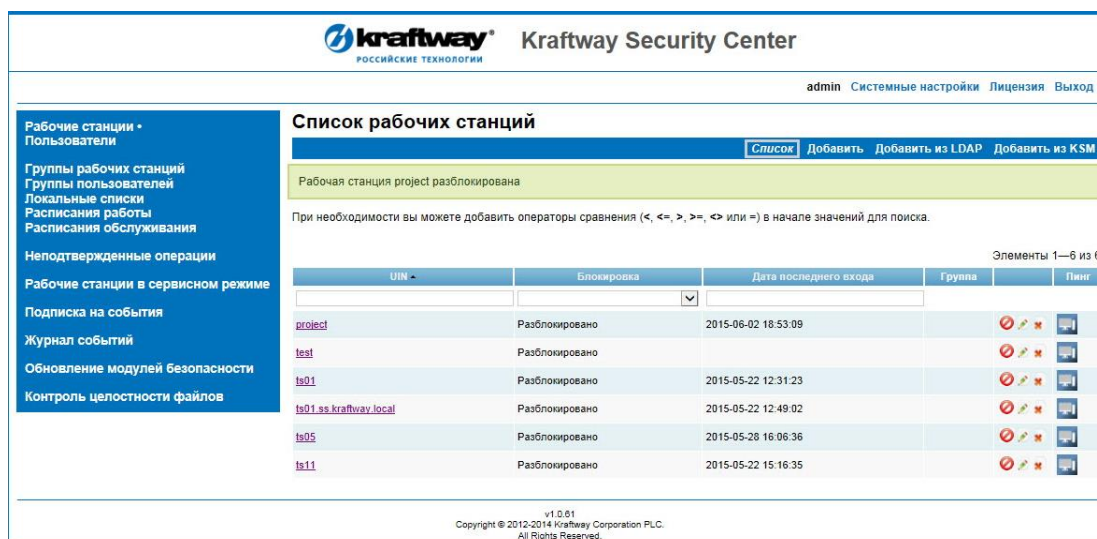 kraftway®
РОССИЙСКИЕ ТЕХНОЛОГИИ
Kraftway Security Center
admin Системные настройки Лицензия Выход
Рабочие станции •
Пользователи
Группы рабочих станций
Группы пользователей
Локальные списки
Расписания работы
Расписания обслуживания
Неподтвержденные операции
Рабочие станции в сервисном режиме
Подписка на события
Журнал событий
Обновление модулей безопасности
Контроль целостности файлов
Список рабочих станций
Список Добавить Добавить из LDAP Добавить из KSM
Рабочая станция project разблокирована
При необходимости вы можете добавить операторы сравнения (<, <=, >, >=, <> или =) в начале значений для поиска.
Элементы 1—6 из 6
UIN Блокировка Дата последнего входа Группа Пинг
project Разблокировано 2015-06-02 18:53:09
test Разблокировано
ts01 Разблокировано 2015-05-22 12:31:23
ts01.ss.kraftway.local Разблокировано 2015-05-22 12:49:02
ts05 Разблокировано 2015-05-28 16:06:36
ts11 Разблокировано 2015-05-22 15:16:35
v1.0.61
Copyright © 2012-2014 Kraftway Corporation PLC.
All Rights Reserved.